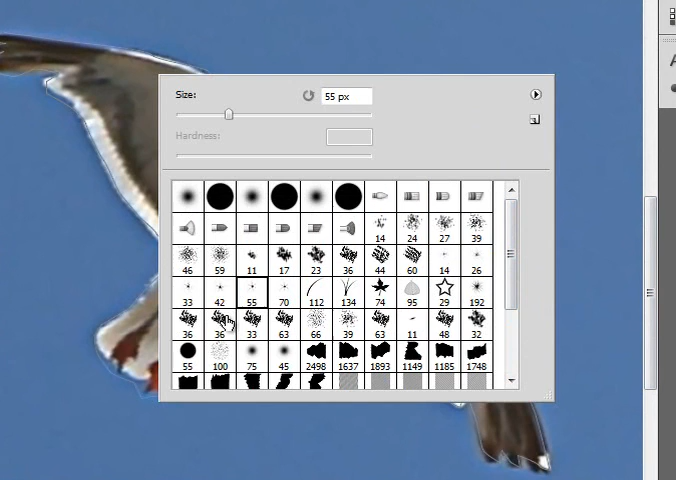 Size:
55 px
Hardness:
14 24 27 39
46 59 11 17 23 36 44 60 14 26
33 42 55 70 112 134 74 95 29 192
36 36 33 63 66 39 63 11 48 32
55 100 75 45 2498 1637 1893 1149 1185 1748